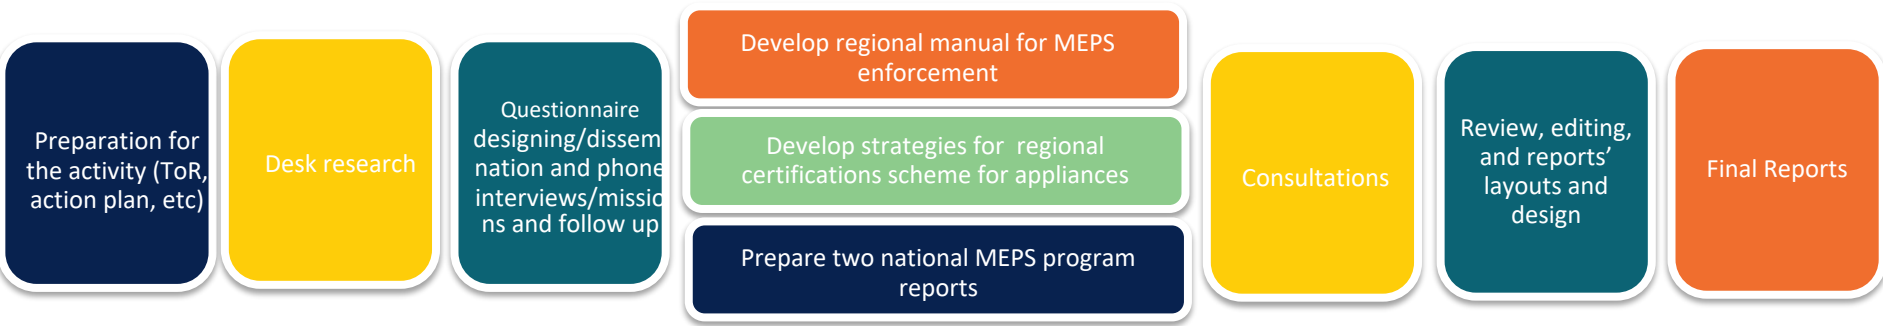 Preparation for
the activity (ToR,
action plan, etc)
Desk research
Questionnaire
designing/dissemi
nation and phone
interviews/missio
ns and follow up
Develop regional manual for MEPS
enforcement
Develop strategies for regional
certifications scheme for appliances
Prepare two national MEPS program
reports
Consultations
Review, editing,
and reports’
layouts and
design
Final Reports